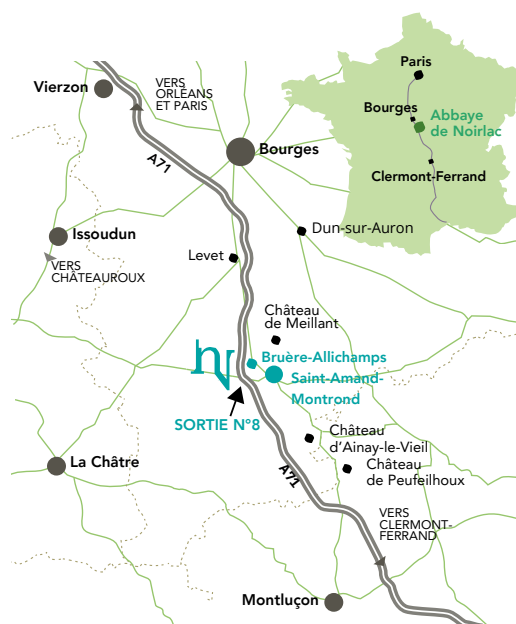 Paris
Bourges
Abbaye
de Noirlac
Clermont-Ferrand
VERS
ORLÉANS
ET PARIS
Vierzon
A71
Bourges
Issoudun
VERS
CHÂTEAUROUX
Levet
Dun-sur-Auron
Château
de Meillant
Bruère-Allichamps
Saint-Amand-
Montrond
SORTIE N°8
Château
d'Ainay-le-Vieil
Château
de Peufeilhoux
La Châtre
A71
VERS
CLERMONT-
FERRAND
Montluçon